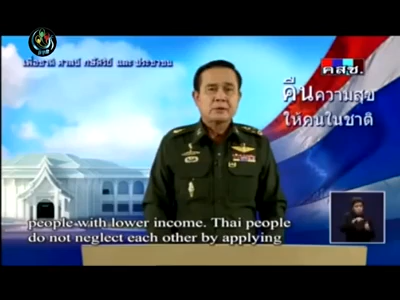 เพื่อชาติ ศาสน์ กษัตริย์ และ ประชาชน
คสช.
คืนความสุข
ให้คนในชาติ
people with lower income. Thai people
do not neglect each other by applying